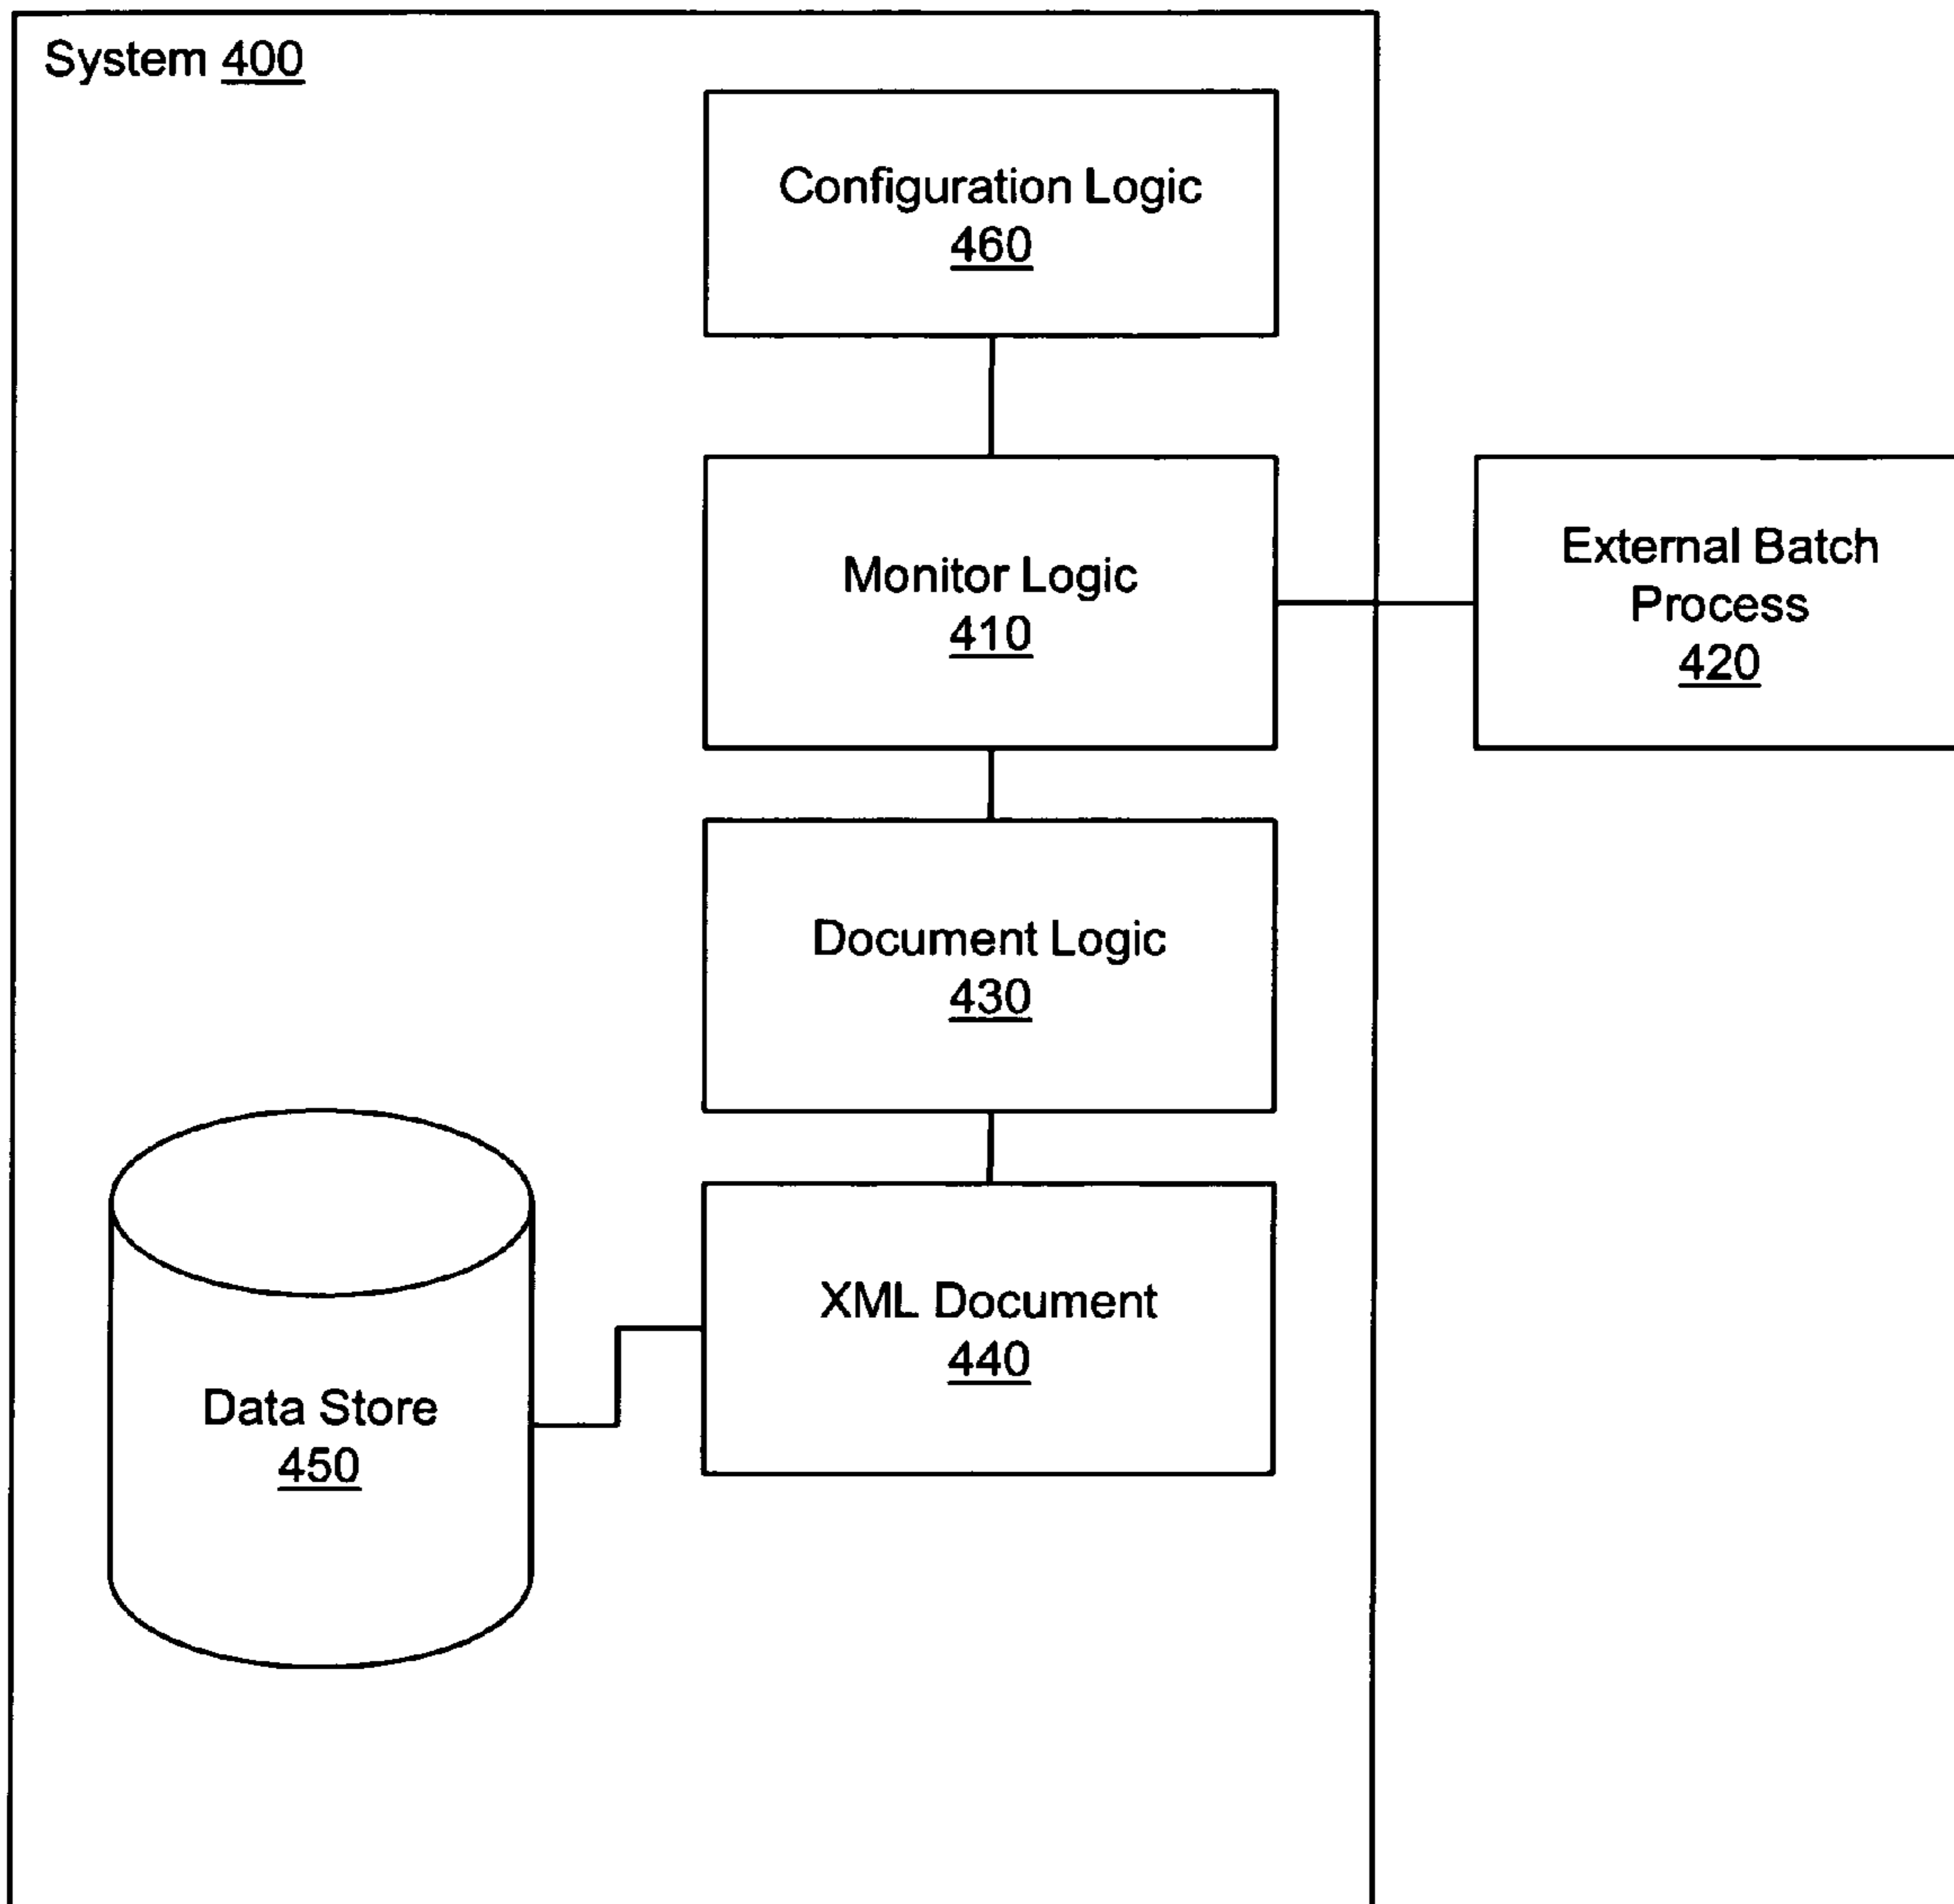 System 400
Configuration Logic
460
Monitor Logic
410
External Batch
Process
420
Document Logic
430
XML Document
440
Data Store
450